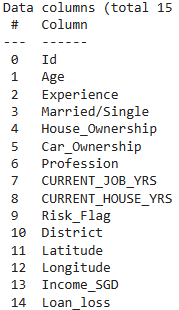 Data columns (total 15
# Column
--- ------
0 Id
1 Age
2 Experience
3 Married/Single
4 House_Ownership
5 Car_Ownership
6 Profession
7 CURRENT_JOB_YRS
8 CURRENT_HOUSE_YRS
9 Risk_Flag
10 District
11 Latitude
12 Longitude
13 Income_SGD
14 Loan_loss